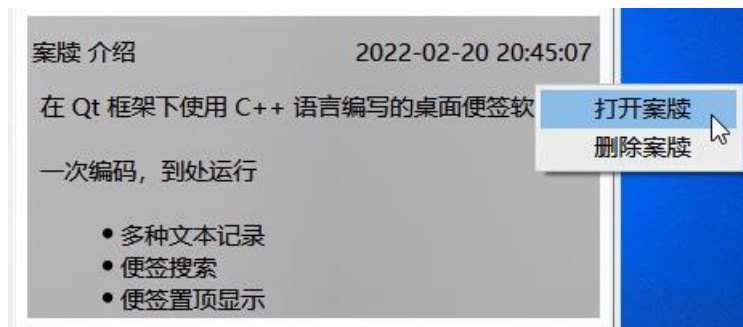 案牍 介绍 2022-02-20 20:45:07
在 Qt 框架下使用 C++ 语言编写的桌面便签软
打开案牍
删除案牍
一次编码，到处运行
• 多种文本记录
• 便签搜索
• 便签置顶显示